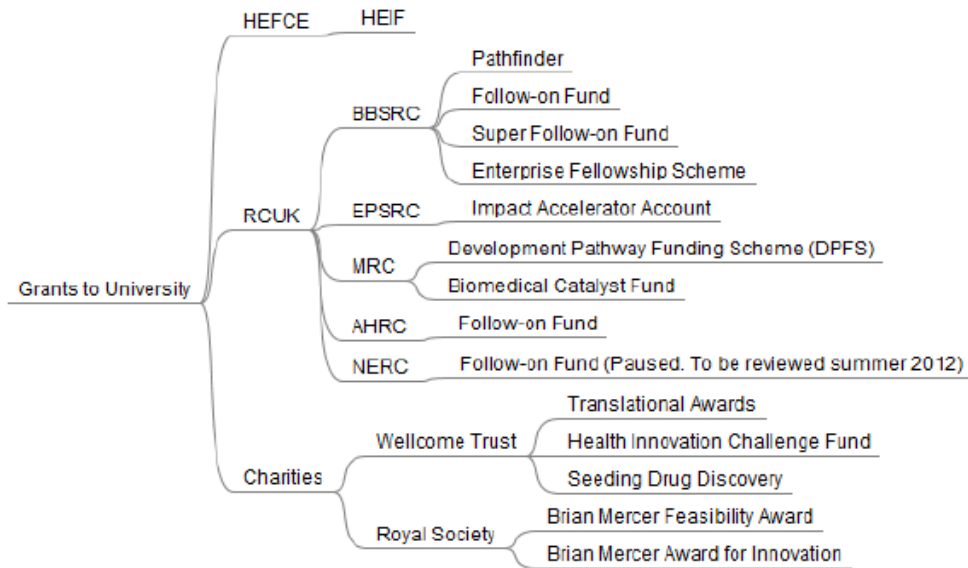 HEFCE
HEIF
Pathfinder
Follow-on Fund
BBSRC
Super Follow-on Fund
Enterprise Fellowship Scheme
RCUK
EPSRC
Impact Accelerator Account
Development Pathway Funding Scheme (DPFS)
MRC
Biomedical Catalyst Fund
Grants to University
AHRC
Follow-on Fund
NERC
Follow-on Fund (Paused. To be reviewed summer 2012)
Translational Awards
Wellcome Trust
Health Innovation Challenge Fund
Charities
Seeding Drug Discovery
Brian Mercer Feasibility Award
Royal Society
Brian Mercer Award for Innovation